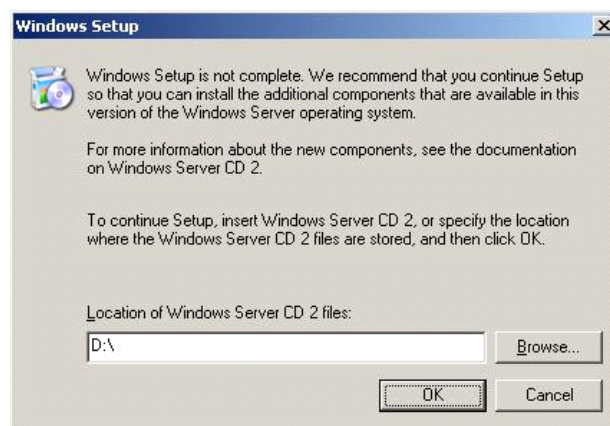 Windows Setup
Windows Setup is not complete. We recommend that you continue Setup
so that you can install the additional components that are available in this
version of the Windows Server operating system.
For more information about the new components, see the documentation
on Windows Server CD 2.
To continue Setup, insert Windows Server CD 2, or specify the location
where the Windows Server CD 2 files are stored, and then click OK.
Location of Windows Server CD 2 files:
D:\
Browse...
OK
Cancel